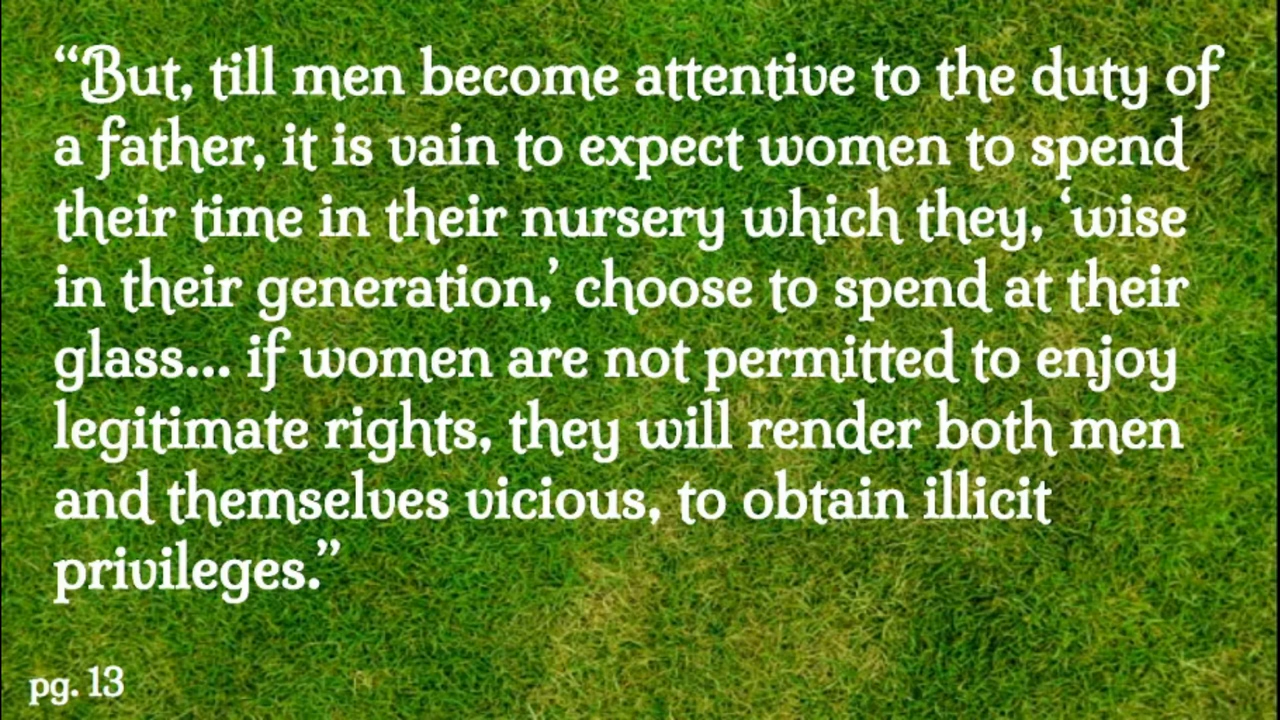 “But, till men become attentive to the duty of
a father, it is vain to expect women to spend
their time in their nursery which they, ‘wise
in their generation,’ choose to spend at their
glass... if women are not permitted to enjoy
legitimate rights, they will render both men
and themselves vicious, to obtain illicit
privileges.”
pg. 13